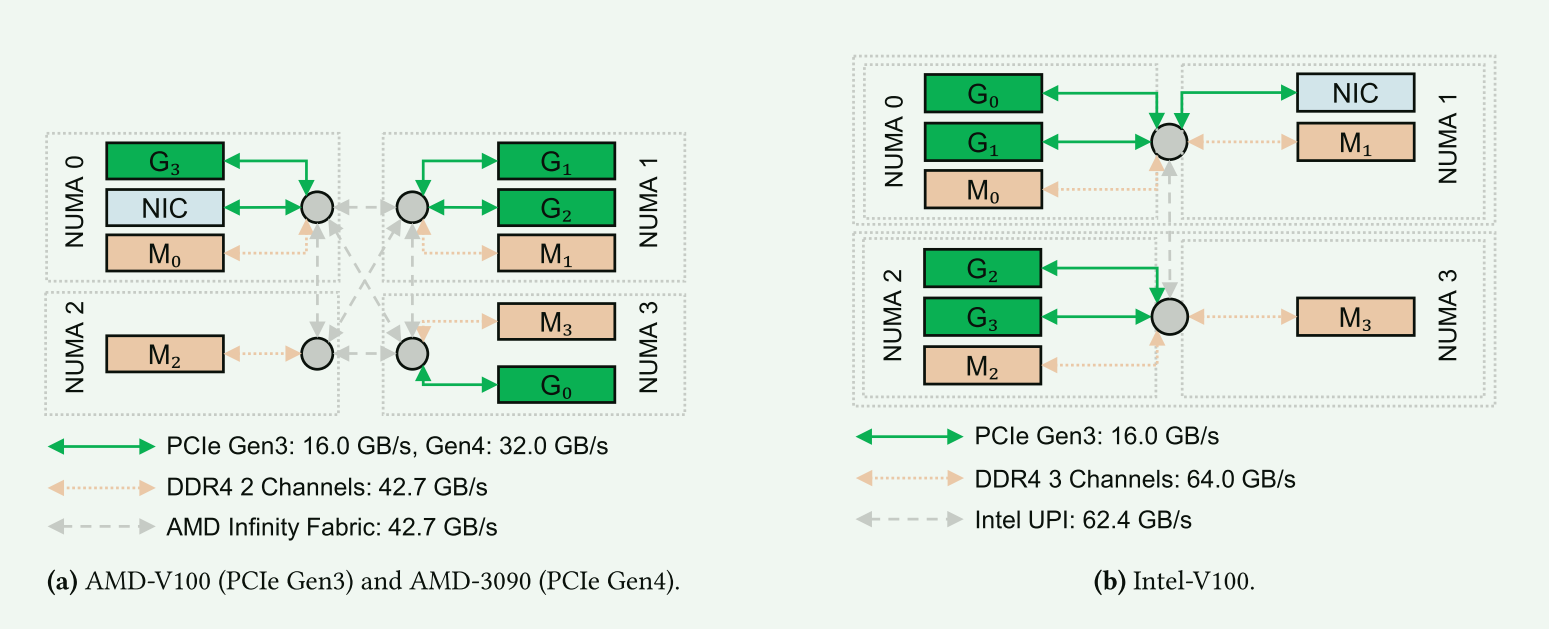 NUMA 0
G₃
NIC
M₀
NUMA 1
G₁
G₂
M₁
NUMA 2
M₂
NUMA 3
M₃
G₀
PCIe Gen3: 16.0 GB/s, Gen4: 32.0 GB/s
DDR4 2 Channels: 42.7 GB/s
AMD Infinity Fabric: 42.7 GB/s
(a) AMD-V100 (PCIe Gen3) and AMD-3090 (PCIe Gen4).
NUMA 0
G₀
G₁
M₀
NUMA 1
NIC
M₁
NUMA 2
G₂
G₃
M₂
NUMA 3
M₃
PCIe Gen3: 16.0 GB/s
DDR4 3 Channels: 64.0 GB/s
Intel UPI: 62.4 GB/s
(b) Intel-V100.